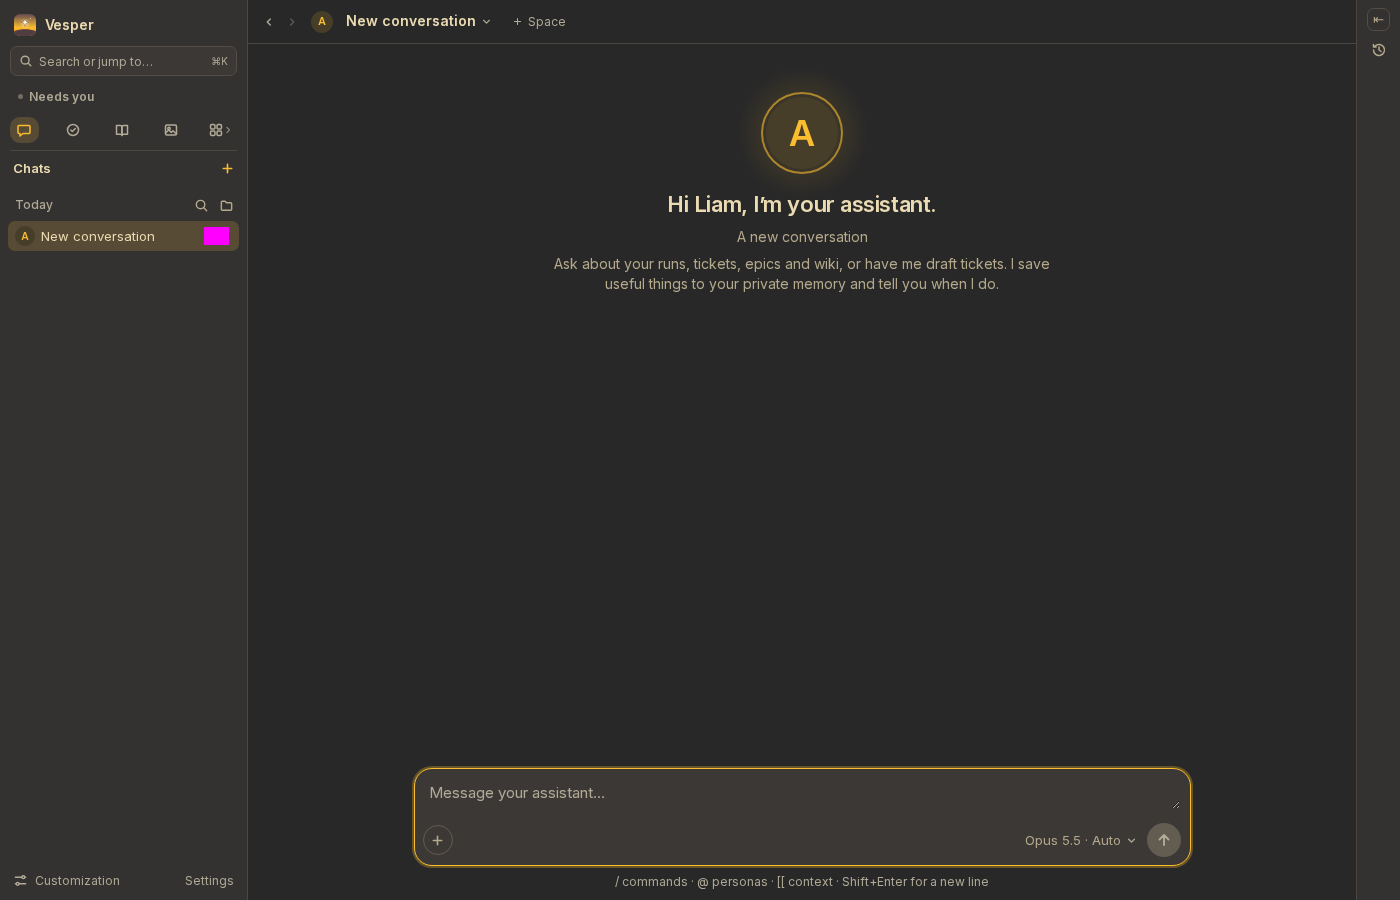 Vesper
Search or jump to… ⌘K
Needs you
Chats
Today
A New conversation
A New conversation
Space
A
Hi Liam, I'm your assistant.
A new conversation
Ask about your runs, tickets, epics and wiki, or have me draft tickets. I save
useful things to your private memory and tell you when I do.
Message your assistant...
Opus 5.5 · Auto
/ commands · @ personas · [[ context · Shift+Enter for a new line
Customization
Settings